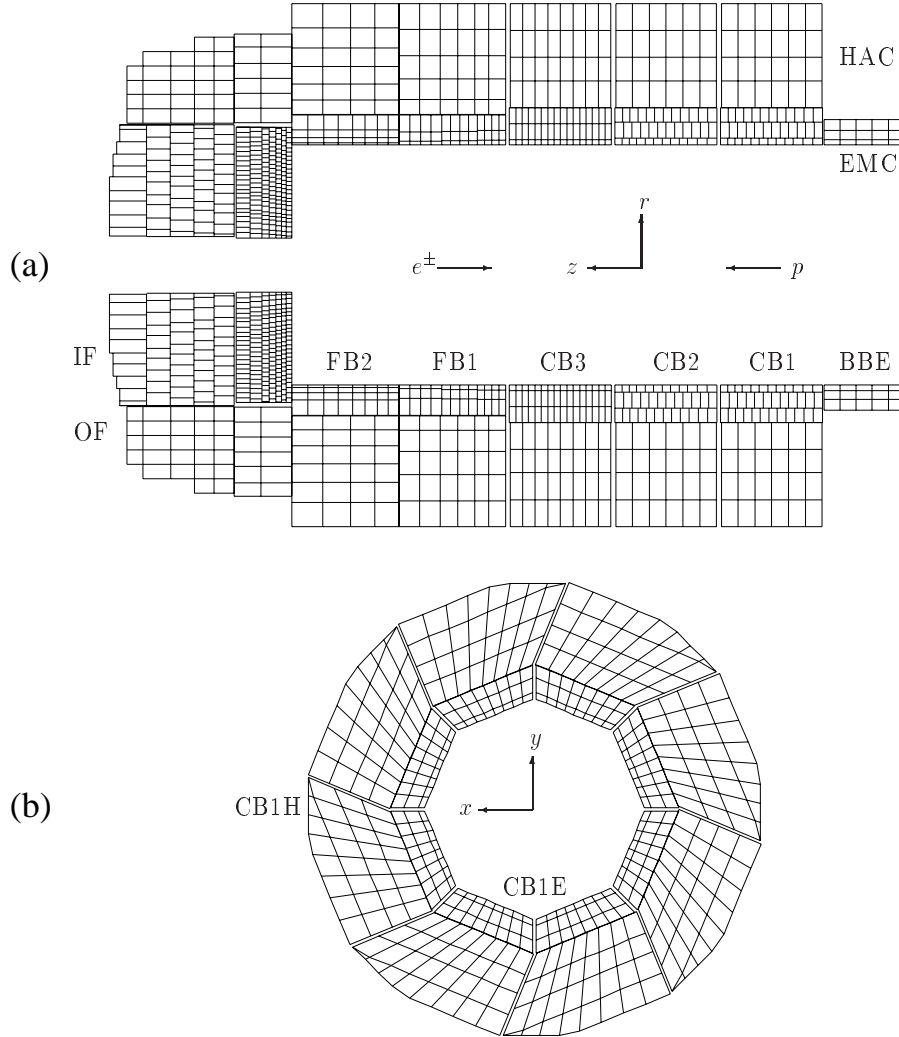 HAC
EMC
r
(a) e± z p
IF FB2 FB1 CB3 CB2 CB1 BBE
OF
y
(b) CB1H x
CB1E